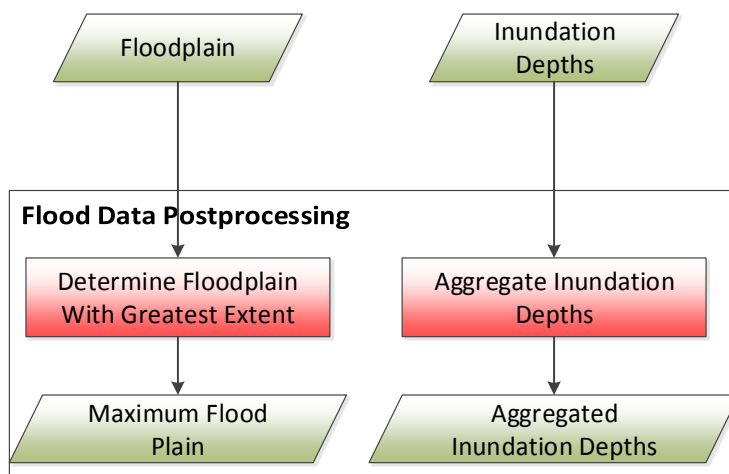 Floodplain
Inundation
Depths
Flood Data Postprocessing
Determine Floodplain
With Greatest Extent
Aggregate Inundation
Depths
Maximum Flood
Plain
Aggregated
Inundation Depths